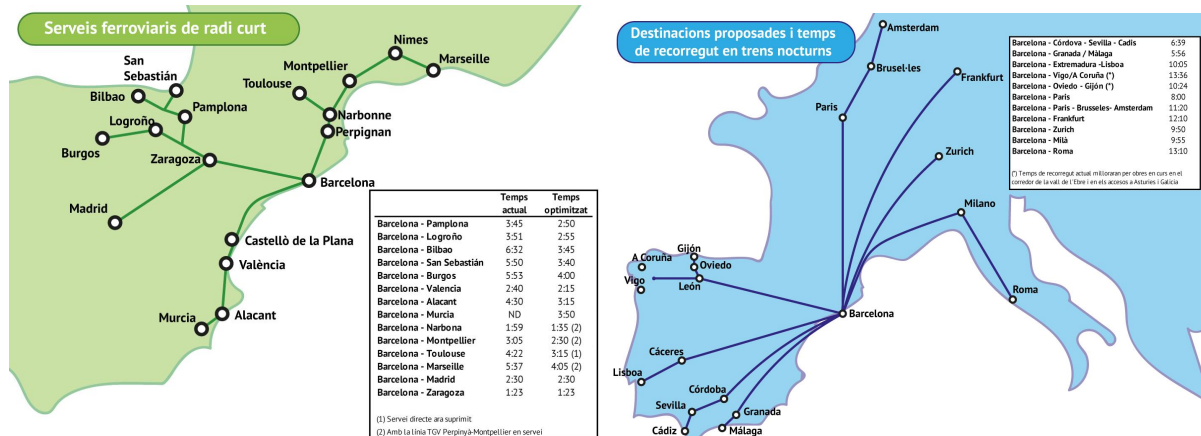 Serveis ferroviaris de radi curt
Nimes
Marseille
Montpellier
San
Sebastián
Toulouse
Bilbao
Pamplona
Narbonne
Logroño
Perpignan
Burgos
Zaragoza
Barcelona
Madrid
Castellò de la Plana
València
Murcia
Alacant
Temps actual Temps optimitzat
Barcelona - Pamplona 3:45 2:50
Barcelona - Logroño 3:51 2:55
Barcelona - Bilbao 6:32 3:45
Barcelona - San Sebastián 5:50 3:40
Barcelona - Burgos 5:53 4:00
Barcelona - Valencia 2:40 2:15
Barcelona - Alacant 4:30 3:15
Barcelona - Murcia ND 3:50
Barcelona - Narbona 1:59 1:35 (2)
Barcelona - Montpellier 3:05 2:30 (2)
Barcelona - Toulouse 4:22 3:15 (1)
Barcelona - Marseille 5:37 4:05 (2)
Barcelona - Madrid 2:30 2:30
Barcelona - Zaragoza 1:23 1:23
(1) Servei directe ara suprimit
(2) Amb la línia TGV Perpinyà-Montpellier en servei
Destinacions proposades i temps
de recorregut en trens nocturns
Amsterdam
Brusel·les
Frankfurt
Paris
Zurich
Milano
Gijón
A Coruña
Oviedo
Vigo
León
Roma
Barcelona
Cáceres
Lisboa
Córdoba
Sevilla
Granada
Cádiz
Málaga
Barcelona - Córdova - Sevilla - Cadis 6:39
Barcelona - Granada / Màlaga 5:56
Barcelona - Extremadura -Lisboa 10:05
Barcelona - Vigo/A Coruña (*) 13:36
Barcelona - Oviedo - Gijón (*) 10:24
Barcelona - Paris 8:00
Barcelona - Paris - Bruseles- Amsterdam 11:20
Barcelona - Frankfurt 12:10
Barcelona - Zurich 9:50
Barcelona - Milà 9:55
Barcelona - Roma 13:10
(*) Temps de recorregut actual milloraran per obres en curs en el
corredor de la vall de l'Ebre i en els accesos a Asturies i Galicia